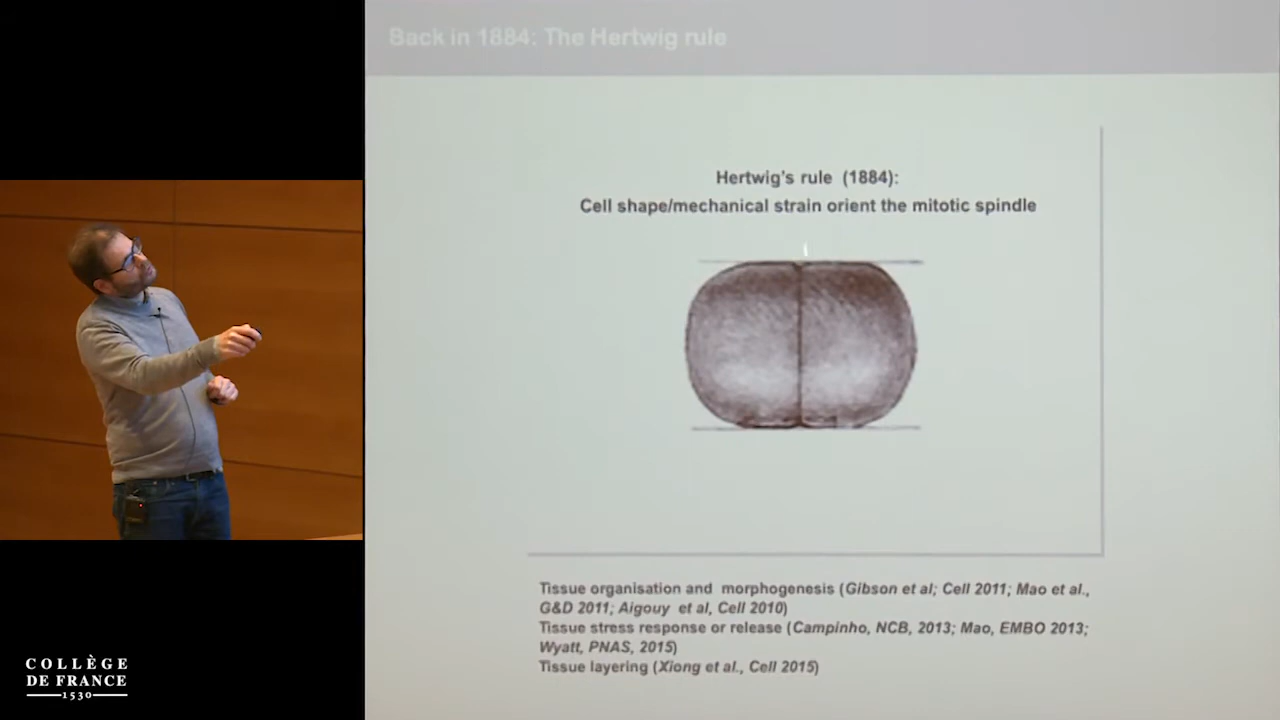 Back in 1884: The Hertwig rule
Hertwig's rule (1884):
Cell shape/mechanical strain orient the mitotic spindle
Tissue organisation and morphogenesis (Gibson et al; Cell 2011; Mao et al.,
G&D 2011; Aigouy et al, Cell 2010)
Tissue stress response or release (Campinho, NCB, 2013; Mao, EMBO 2013;
Wyatt, PNAS, 2015)
Tissue layering (Xiong et al., Cell 2015)
COLLÈGE
DE FRANCE
1530